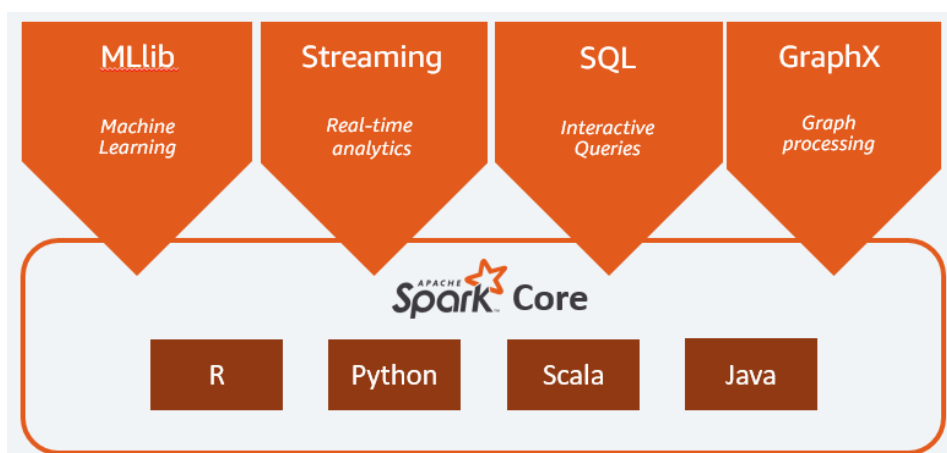 MLlib
Machine
Learning
Streaming
Real-time
analytics
SQL
Interactive
Queries
GraphX
Graph
processing
APACHE
Spark Core
R
Python
Scala
Java